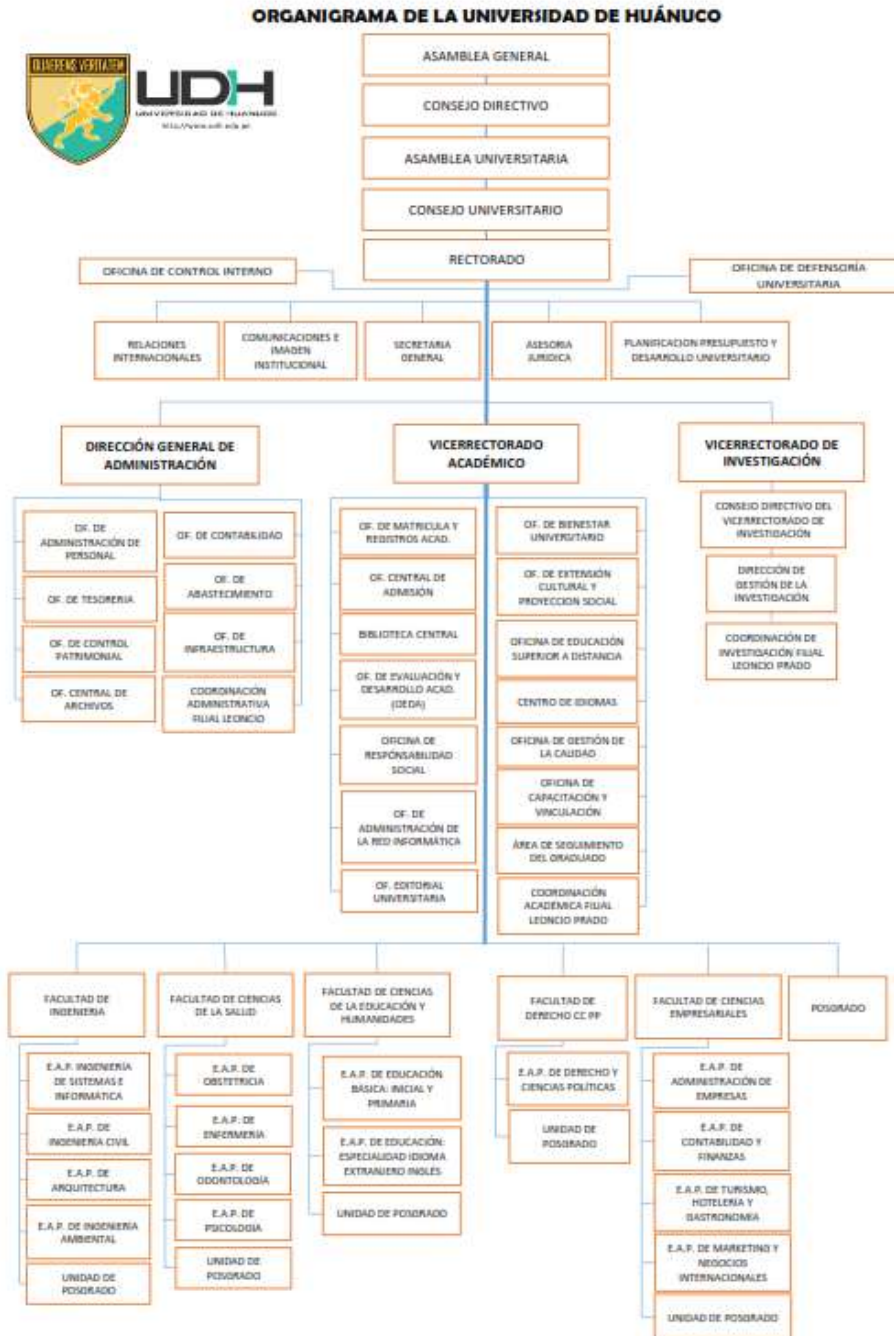 ORGANIGRAMA DE LA UNIVERSIDAD DE HUÁNUCO
QUAERENS VERITATEM
UDH
UNIVERSIDAD DE HUANUCO
http://www.udh.edu.pe
ASAMBLEA GENERAL
CONSEJO DIRECTIVO
ASAMBLEA UNIVERSITARIA
CONSEJO UNIVERSITARIO
RECTORADO
OFICINA DE CONTROL INTERNO
OFICINA DE DEFENSORÍA
UNIVERSITARIA
RELACIONES
INTERNACIONALES
COMUNICACIONES E
IMAGEN
INSTITUCIONAL
SECRETARIA
GENERAL
ASESORIA
JURIDICA
PLANIFICACION PRESUPUESTO Y
DESARROLLO UNIVERSITARIO
DIRECCIÓN GENERAL DE
ADMINISTRACIÓN
OF. DE
ADMINISTRACIÓN DE
PERSONAL
OF. DE CONTABILIDAD
OF. DE TESORERIA
OF. DE
ABASTECIMIENTO
OF. DE CONTROL
PATRIMONIAL
OF. DE
INFRAESTRUCTURA
OF. CENTRAL DE
ARCHIVOS
COORDINACIÓN
ADMINISTRATIVA
FILIAL LEONCIO
VICERRECTORADO
ACADÉMICO
OF. DE MATRICULA Y
REGISTROS ACAD.
OF. CENTRAL DE
ADMISIÓN
BIBLIOTECA CENTRAL
OF. DE EVALUACIÓN Y
DESARROLLO ACAD.
(OEDA)
OFICINA DE
RESPONSABILIDAD
SOCIAL
OF. DE
ADMINISTRACIÓN DE
LA RED INFORMÁTICA
OF. EDITORIAL
UNIVERSITARIA
OF. DE BIENESTAR
UNIVERSITARIO
OF. DE EXTENSIÓN
CULTURAL Y
PROYECCION SOCIAL
OFICINA DE EDUCACIÓN
SUPERIOR A DISTANCIA
CENTRO DE IDIOMAS
OFICINA DE GESTIÓN DE
LA CALIDAD
OFICINA DE
CAPACITACIÓN Y
VINCULACIÓN
ÁREA DE SEGUIMIENTO
DEL GRADUADO
COORDINACIÓN
ACADÉMICA FILIAL
LEONCIO PRADO
VICERRECTORADO DE
INVESTIGACIÓN
CONSEJO DIRECTIVO DEL
VICERRECTORADO DE
INVESTIGACIÓN
DIRECCIÓN DE
GESTIÓN DE LA
INVESTIGACIÓN
COORDINACIÓN DE
INVESTIGACIÓN FILIAL
LEONCIO PRADO
FACULTAD DE
INGENIERIA
E.A.P. INGENIERÍA
DE SISTEMAS E
INFORMÁTICA
E.A.P. DE
INGENIERÍA CIVIL
E.A.P. DE
ARQUITECTURA
E.A.P. DE INGENIERIA
AMBIENTAL
UNIDAD DE
POSGRADO
FACULTAD DE CIENCIAS
DE LA SALUD
E.A.P. DE
OBSTETRICIA
E.A.P. DE
ENFERMERÍA
E.A.P. DE
ODONTOLOGÍA
E.A.P. DE
PSICOLOGIA
UNIDAD DE
POSGRADO
FACULTAD DE CIENCIAS
DE LA EDUCACIÓN Y
HUMANIDADES
E.A.P. DE EDUCACIÓN
BÁSICA: INICIAL Y
PRIMARIA
E.A.P. DE EDUCACIÓN:
ESPECIALIDAD IDIOMA
EXTRANJERO INGLÉS
UNIDAD DE POSGRADO
FACULTAD DE
DERECHO CC PP
E.A.P. DE DERECHO Y
CIENCIAS POLÍTICAS
UNIDAD DE
POSGRADO
FACULTAD DE CIENCIAS
EMPRESARIALES
E.A.P. DE
ADMINISTRACIÓN DE
EMPRESAS
E.A.P. DE
CONTABILIDAD Y
FINANZAS
E.A.P. DE TURISMO,
HOTELERIA Y
GASTRONOMIA
E.A.P. DE MARKETING Y
NEGOCIOS
INTERNACIONALES
UNIDAD DE POSGRADO
POSGRADO